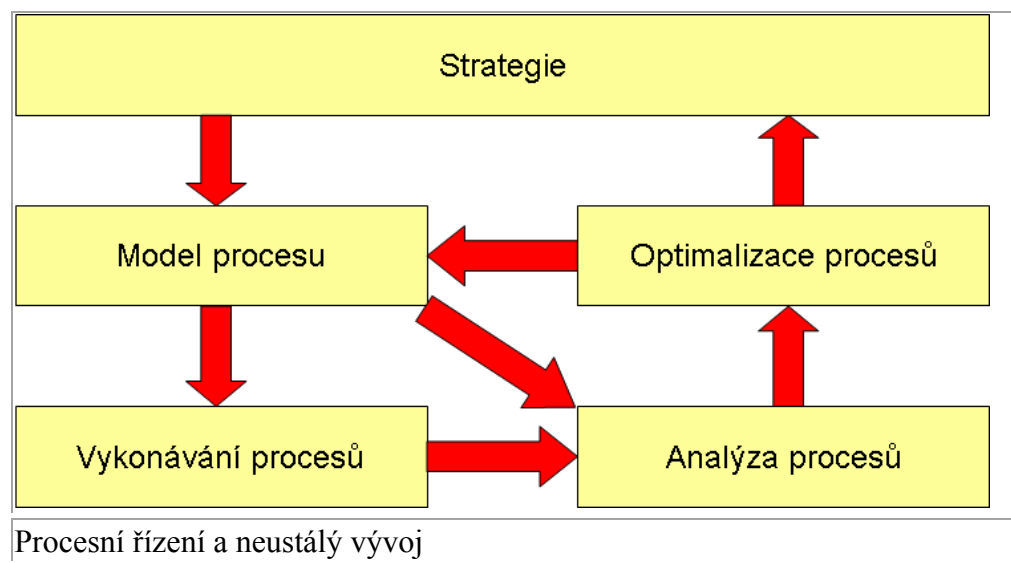 Strategie
Model procesu
Optimalizace procesů
Vykonávání procesů
Analýza procesů
Procesní řízení a neustálý vývoj